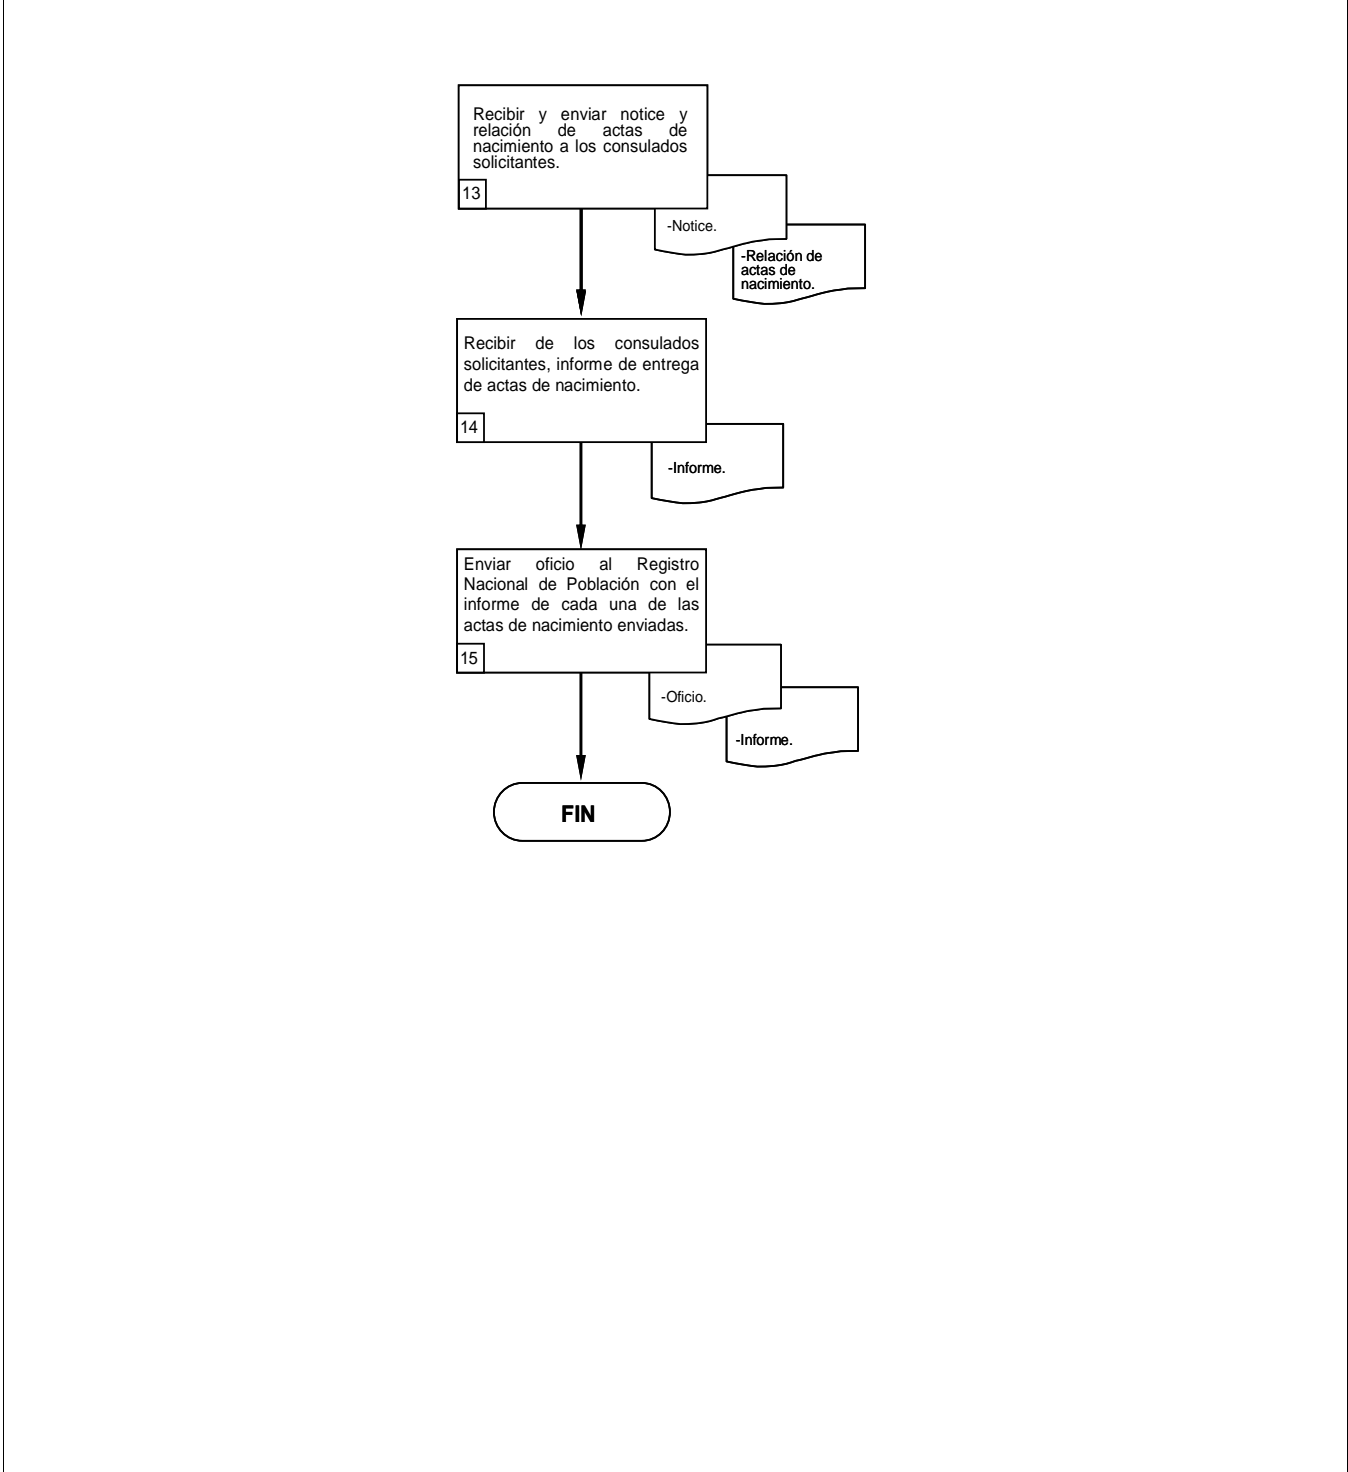 Recibir y enviar notice y
relación de actas de
nacimiento a los consulados
solicitantes.
13
-Notice.
-Relación de
actas de
nacimiento.
Recibir de los consulados
solicitantes, informe de entrega
de actas de nacimiento.
14
-Informe.
Enviar oficio al Registro
Nacional de Población con el
informe de cada una de las
actas de nacimiento enviadas.
15
-Oficio.
-Informe.
FIN